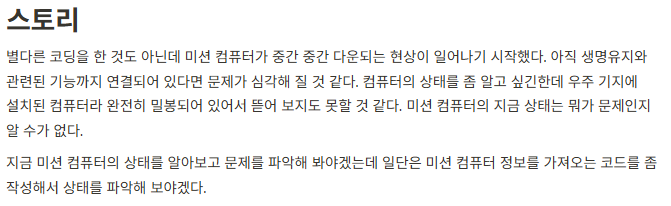 스토리
별다른 코딩을 한 것도 아닌데 미션 컴퓨터가 중간 중간 다운되는 현상이 일어나기 시작했다. 아직 생명유지와
관련된 기능까지 연결되어 있다면 문제가 심각해 질 것 같다. 컴퓨터의 상태를 좀 알고 싶긴한데 우주 기지에
설치된 컴퓨터라 완전히 밀봉되어 있어서 뜯어 보지도 못할 것 같다. 미션 컴퓨터의 지금 상태는 뭐가 문제인지
알 수가 없다.
지금 미션 컴퓨터의 상태를 알아보고 문제를 파악해 봐야겠는데 일단은 미션 컴퓨터 정보를 가져오는 코드를 좀
작성해서 상태를 파악해 보야겠다.